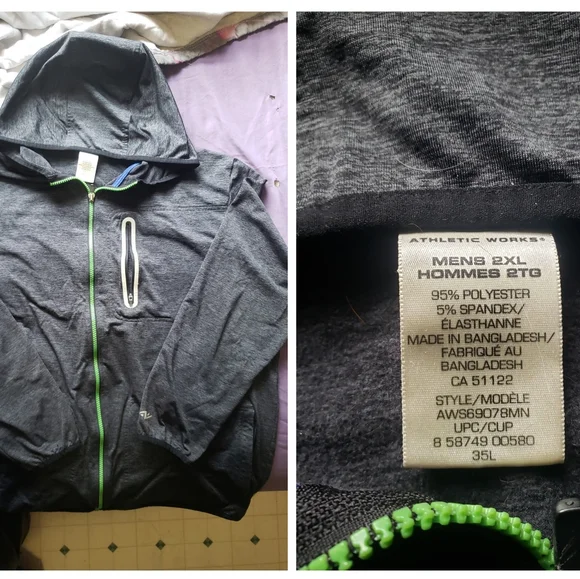 ATHLETIC WORKS®
MENS 2XL
HOMMES 2TG
95% POLYESTER
5% SPANDEX/
ÉLASTHANNE
MADE IN BANGLADESH/
FABRIQUÉ AU
BANGLADESH
CA 51122
STYLE/MODÈLE
AWS69078MN
UPC/CUP
8 58749 00580
35L